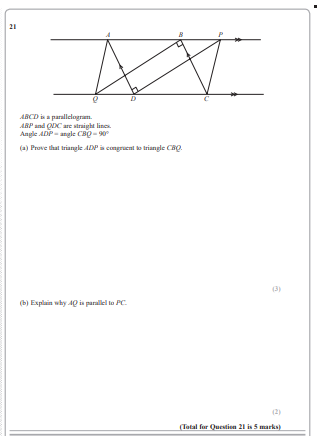 21
A B P
Q D C
ABCD is a parallelogram.
ABP and QDC are straight lines.
Angle ADP = angle CBQ = 90°
(a) Prove that triangle ADP is congruent to triangle CBQ.
(3)
(b) Explain why AQ is parallel to PC.
(2)
(Total for Question 21 is 5 marks)